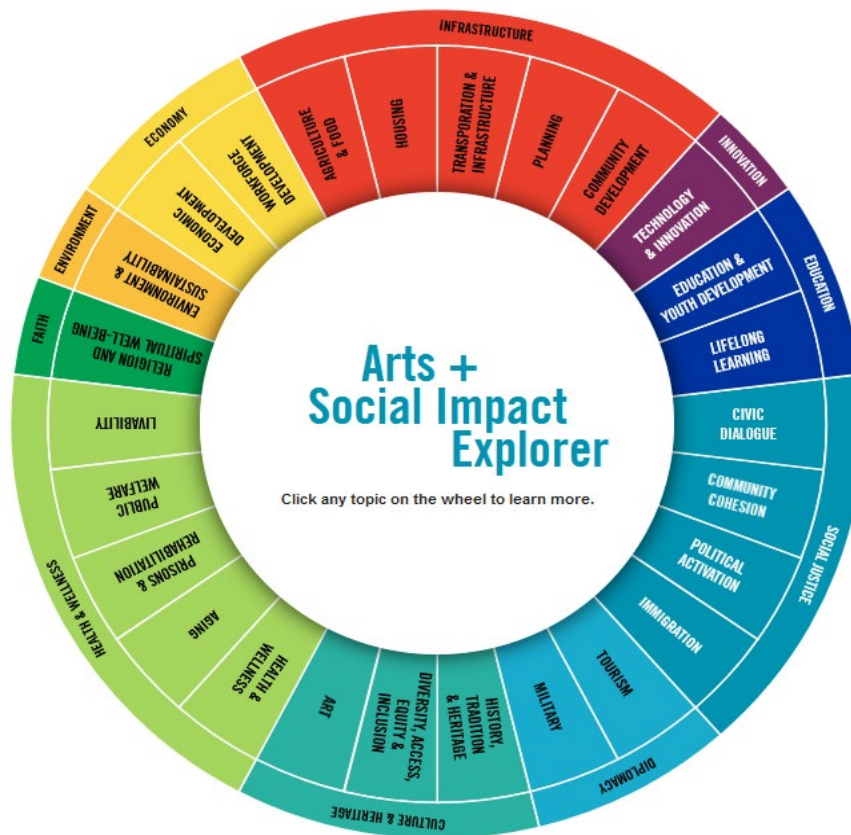 INFRASTRUCTURE
AGRICULTURE
& FOOD
HOUSING
TRANSPORATION &
INFRASTRUCTURE
PLANNING
COMMUNITY
DEVELOPMENT
INNOVATION
TECHNOLOGY
& INNOVATION
EDUCATION
EDUCATION &
YOUTH DEVELOPMENT
LIFELONG
LEARNING
SOCIAL JUSTICE
CIVIC
DIALOGUE
COMMUNITY
COHESION
POLITICAL
ACTIVATION
IMMIGRATION
DIPLOMACY
TOURISM
MILITARY
CULTURE & HERITAGE
HISTORY,
TRADITION
& HERITAGE
DIVERSITY, ACCESS,
EQUITY &
INCLUSION
ART
HEALTH & WELLNESS
HEALTH &
WELLNESS
AGING
PRISONS &
REHABILITATION
PUBLIC
WELFARE
LIVABILITY
FAITH
RELIGION AND
SPIRITUAL WELL-BEING
ENVIRONMENT
ENVIRONMENT &
SUSTAINABILITY
ECONOMY
ECONOMIC
DEVELOPMENT
WORKFORCE
DEVELOPMENT
Arts +
Social Impact
Explorer
Click any topic on the wheel to learn more.